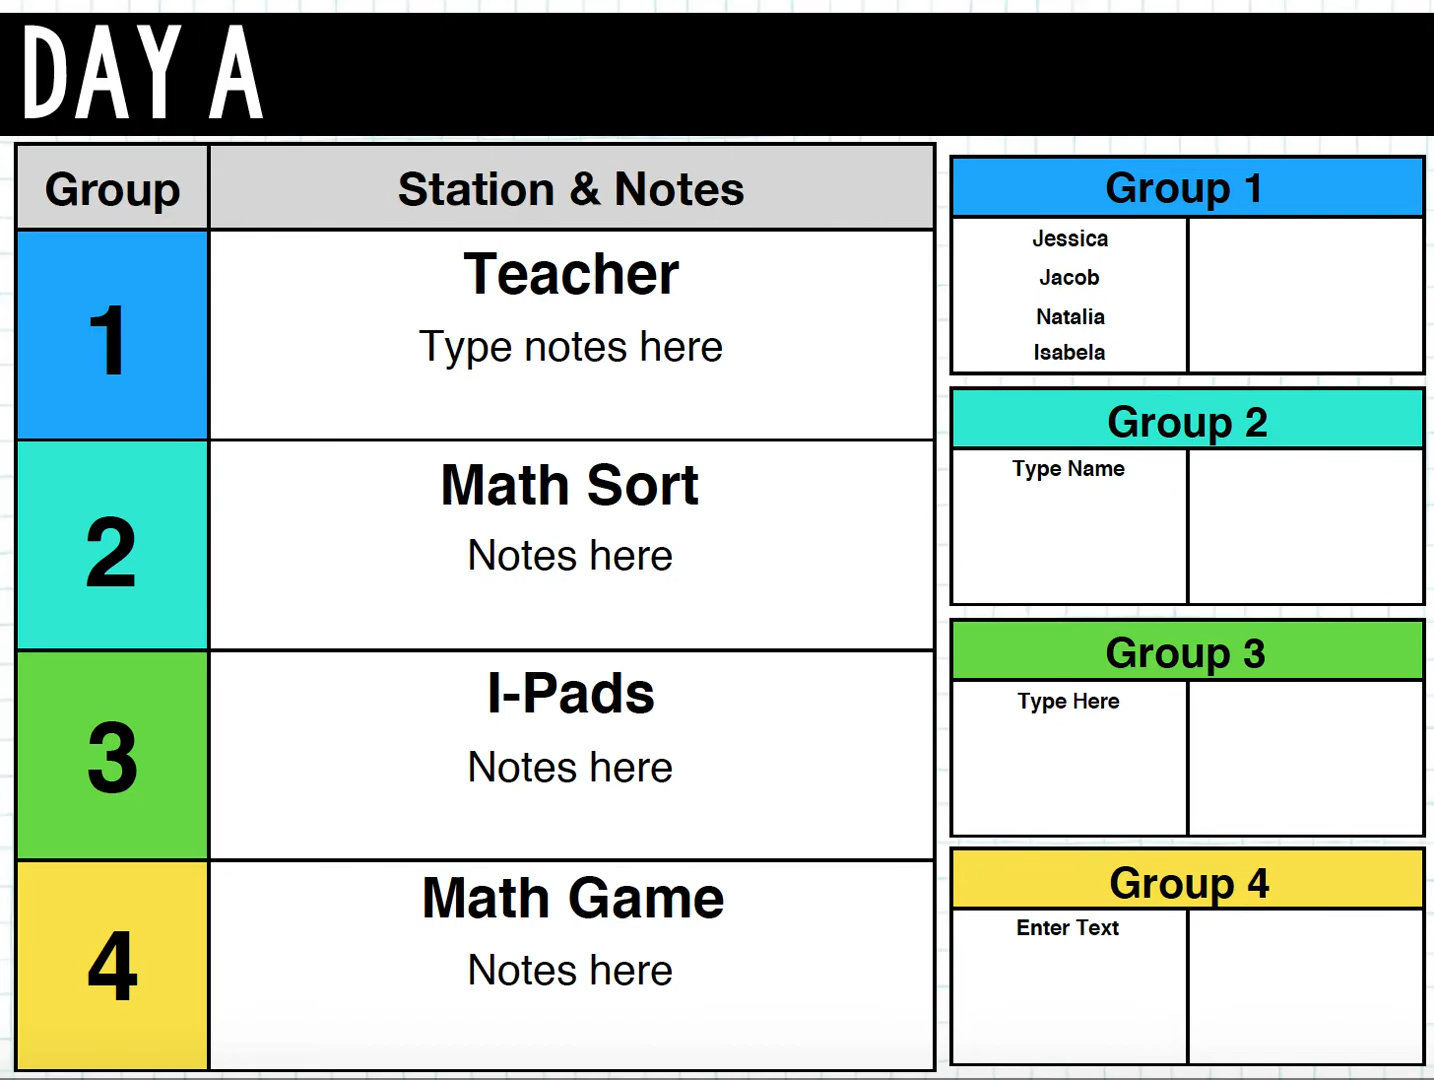 DAY A
Group
Station & Notes
1
Teacher
Type notes here
2
Math Sort
Notes here
3
I-Pads
Notes here
4
Math Game
Notes here
Group 1
Jessica
Jacob
Natalia
Isabela
Group 2
Type Name
Group 3
Type Here
Group 4
Enter Text